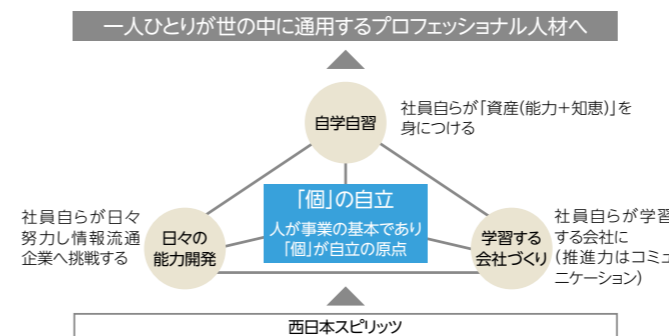 一人ひとりが世の中に通用するプロフェッショナル人材へ
自学自習
社員自らが「資産(能力+知恵)」を
身につける
「個」の自立
人が事業の基本であり
「個」が自立の原点
社員自らが日々
努力し情報流通
企業へ挑戦する
日々の
能力開発
学習する
会社づくり
社員自らが学習
する会社に
(推進力はコミュ
ニケーション)
西日本スピリッツ